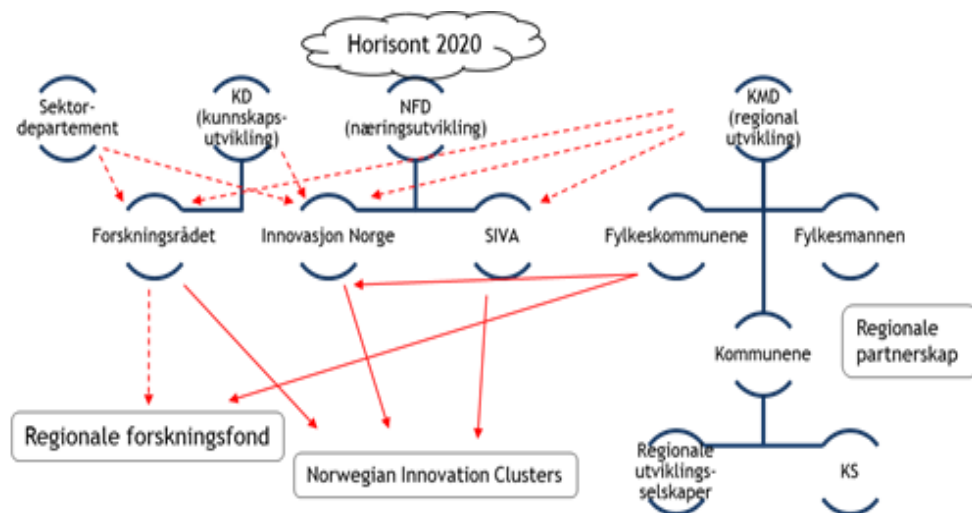 Horisont 2020
Sektor-
departement
KD
(kunnskaps-
utvikling)
NFD
(næringsutvikling)
KMD
(regional
utvikling)
Forskningsrådet
Innovasjon Norge
SIVA
Fylkeskommunene
Fylkesmannen
Kommunene
Regionale
partnerskap
Regionale forskningsfond
Norwegian Innovation Clusters
Regionale
utviklings-
selskaper
KS